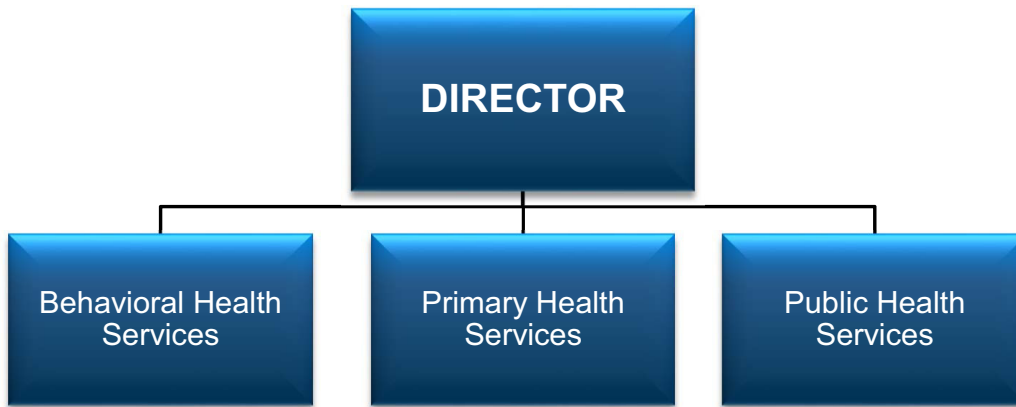 DIRECTOR
Behavioral Health
Services
Primary Health
Services
Public Health
Services